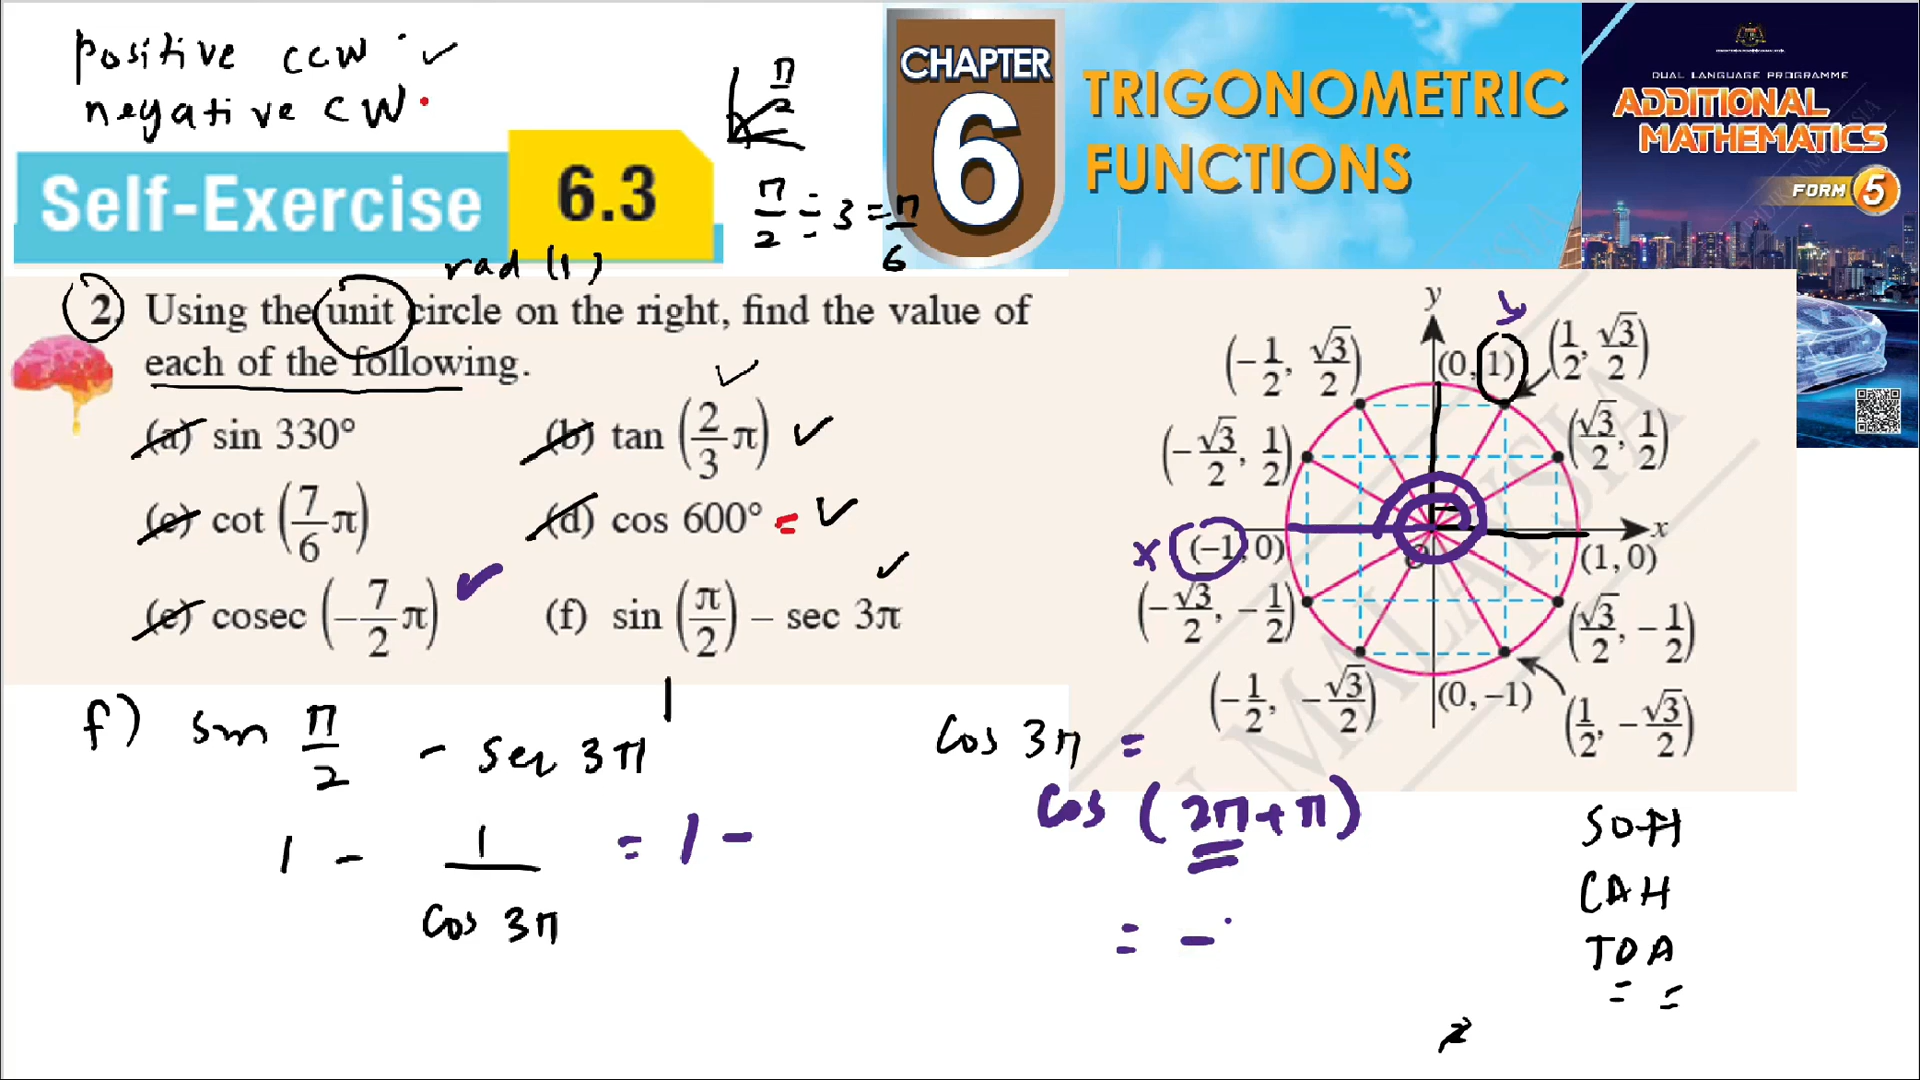 positive ccw ✓
negative CW
π/2
π/2 ÷ 3 = π/6
CHAPTER
6
TRIGONOMETRIC
FUNCTIONS
DUAL LANGUAGE PROGRAMME
ADDITIONAL
MATHEMATICS
FORM 5
Self-Exercise 6.3
rad (1)
2. Using the unit circle on the right, find the value of
each of the following.
(a) sin 330°
(b) tan (2/3 π) ✓
(c) cot (7/6 π)
(d) cos 600° = ✓
(e) cosec (−7/2 π) ✓
(f) sin (π/2) − sec 3π
y
(−1/2, √3/2)
(0, 1)
y
(1/2, √3/2)
(−√3/2, 1/2)
(√3/2, 1/2)
x
x (−1, 0)
O
(1, 0)
(−√3/2, −1/2)
(√3/2, −1/2)
(−1/2, −√3/2)
(0, −1)
(1/2, −√3/2)
f) sin π/2 − sec 3π
1 − 1/cos 3π = 1 −
cos 3π =
cos (2π + π)
= −
SOH
CAH
TOA